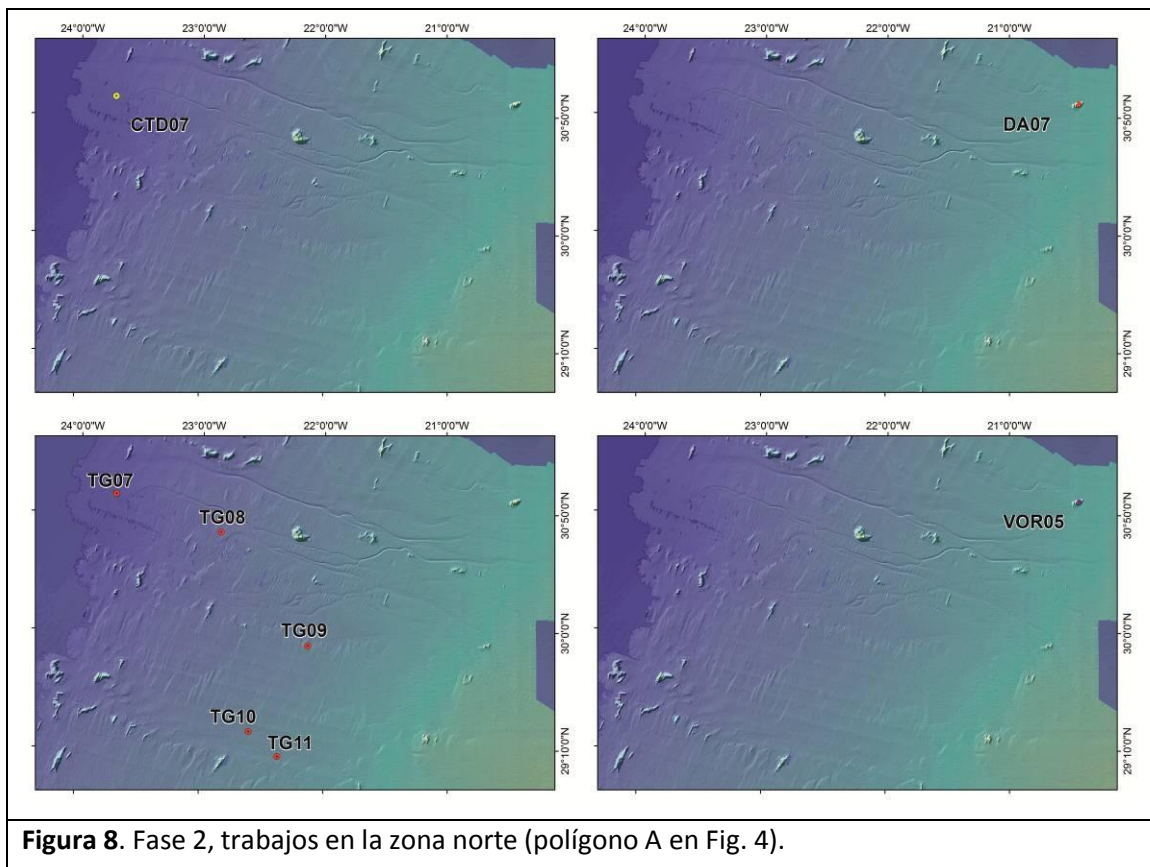 24°0'0"W 23°0'0"W 22°0'0"W 21°0'0"W
CTD07
30°50'0"N
30°0'0"N
29°10'0"N
24°0'0"W 23°0'0"W 22°0'0"W 21°0'0"W
DA07
30°50'0"N
30°0'0"N
29°10'0"N
24°0'0"W 23°0'0"W 22°0'0"W 21°0'0"W
TG07
TG08
TG09
TG10
TG11
30°50'0"N
30°0'0"N
29°10'0"N
24°0'0"W 23°0'0"W 22°0'0"W 21°0'0"W
VOR05
30°50'0"N
30°0'0"N
29°10'0"N
Figura 8. Fase 2, trabajos en la zona norte (polígono A en Fig. 4).